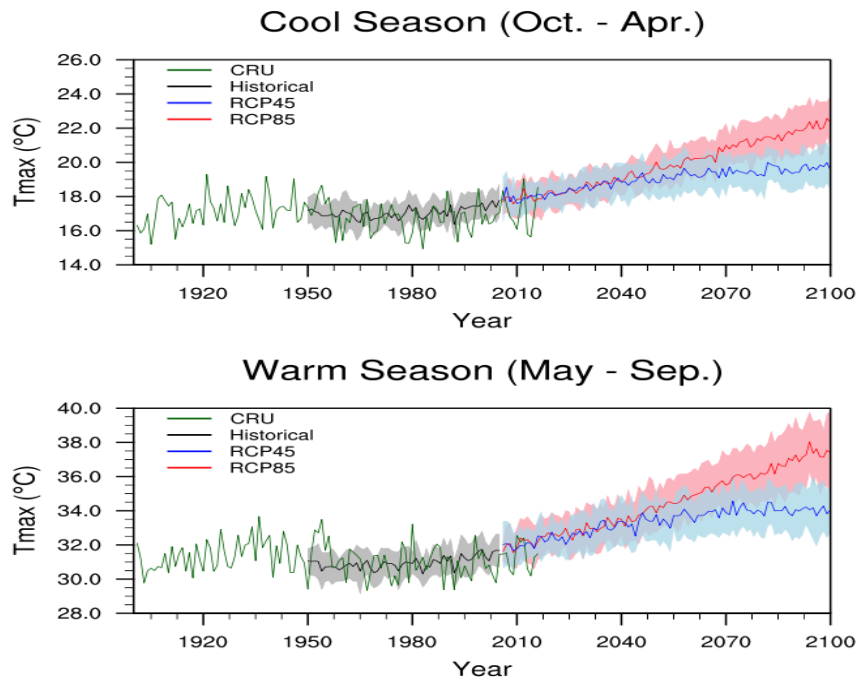 Cool Season (Oct. - Apr.)
26.0
24.0
22.0
20.0
18.0
16.0
14.0
Tmax (°C)
CRU
Historical
RCP45
RCP85
1920 1950 1980 2010 2040 2070 2100
Year
Warm Season (May - Sep.)
40.0
38.0
36.0
34.0
32.0
30.0
28.0
Tmax (°C)
CRU
Historical
RCP45
RCP85
1920 1950 1980 2010 2040 2070 2100
Year